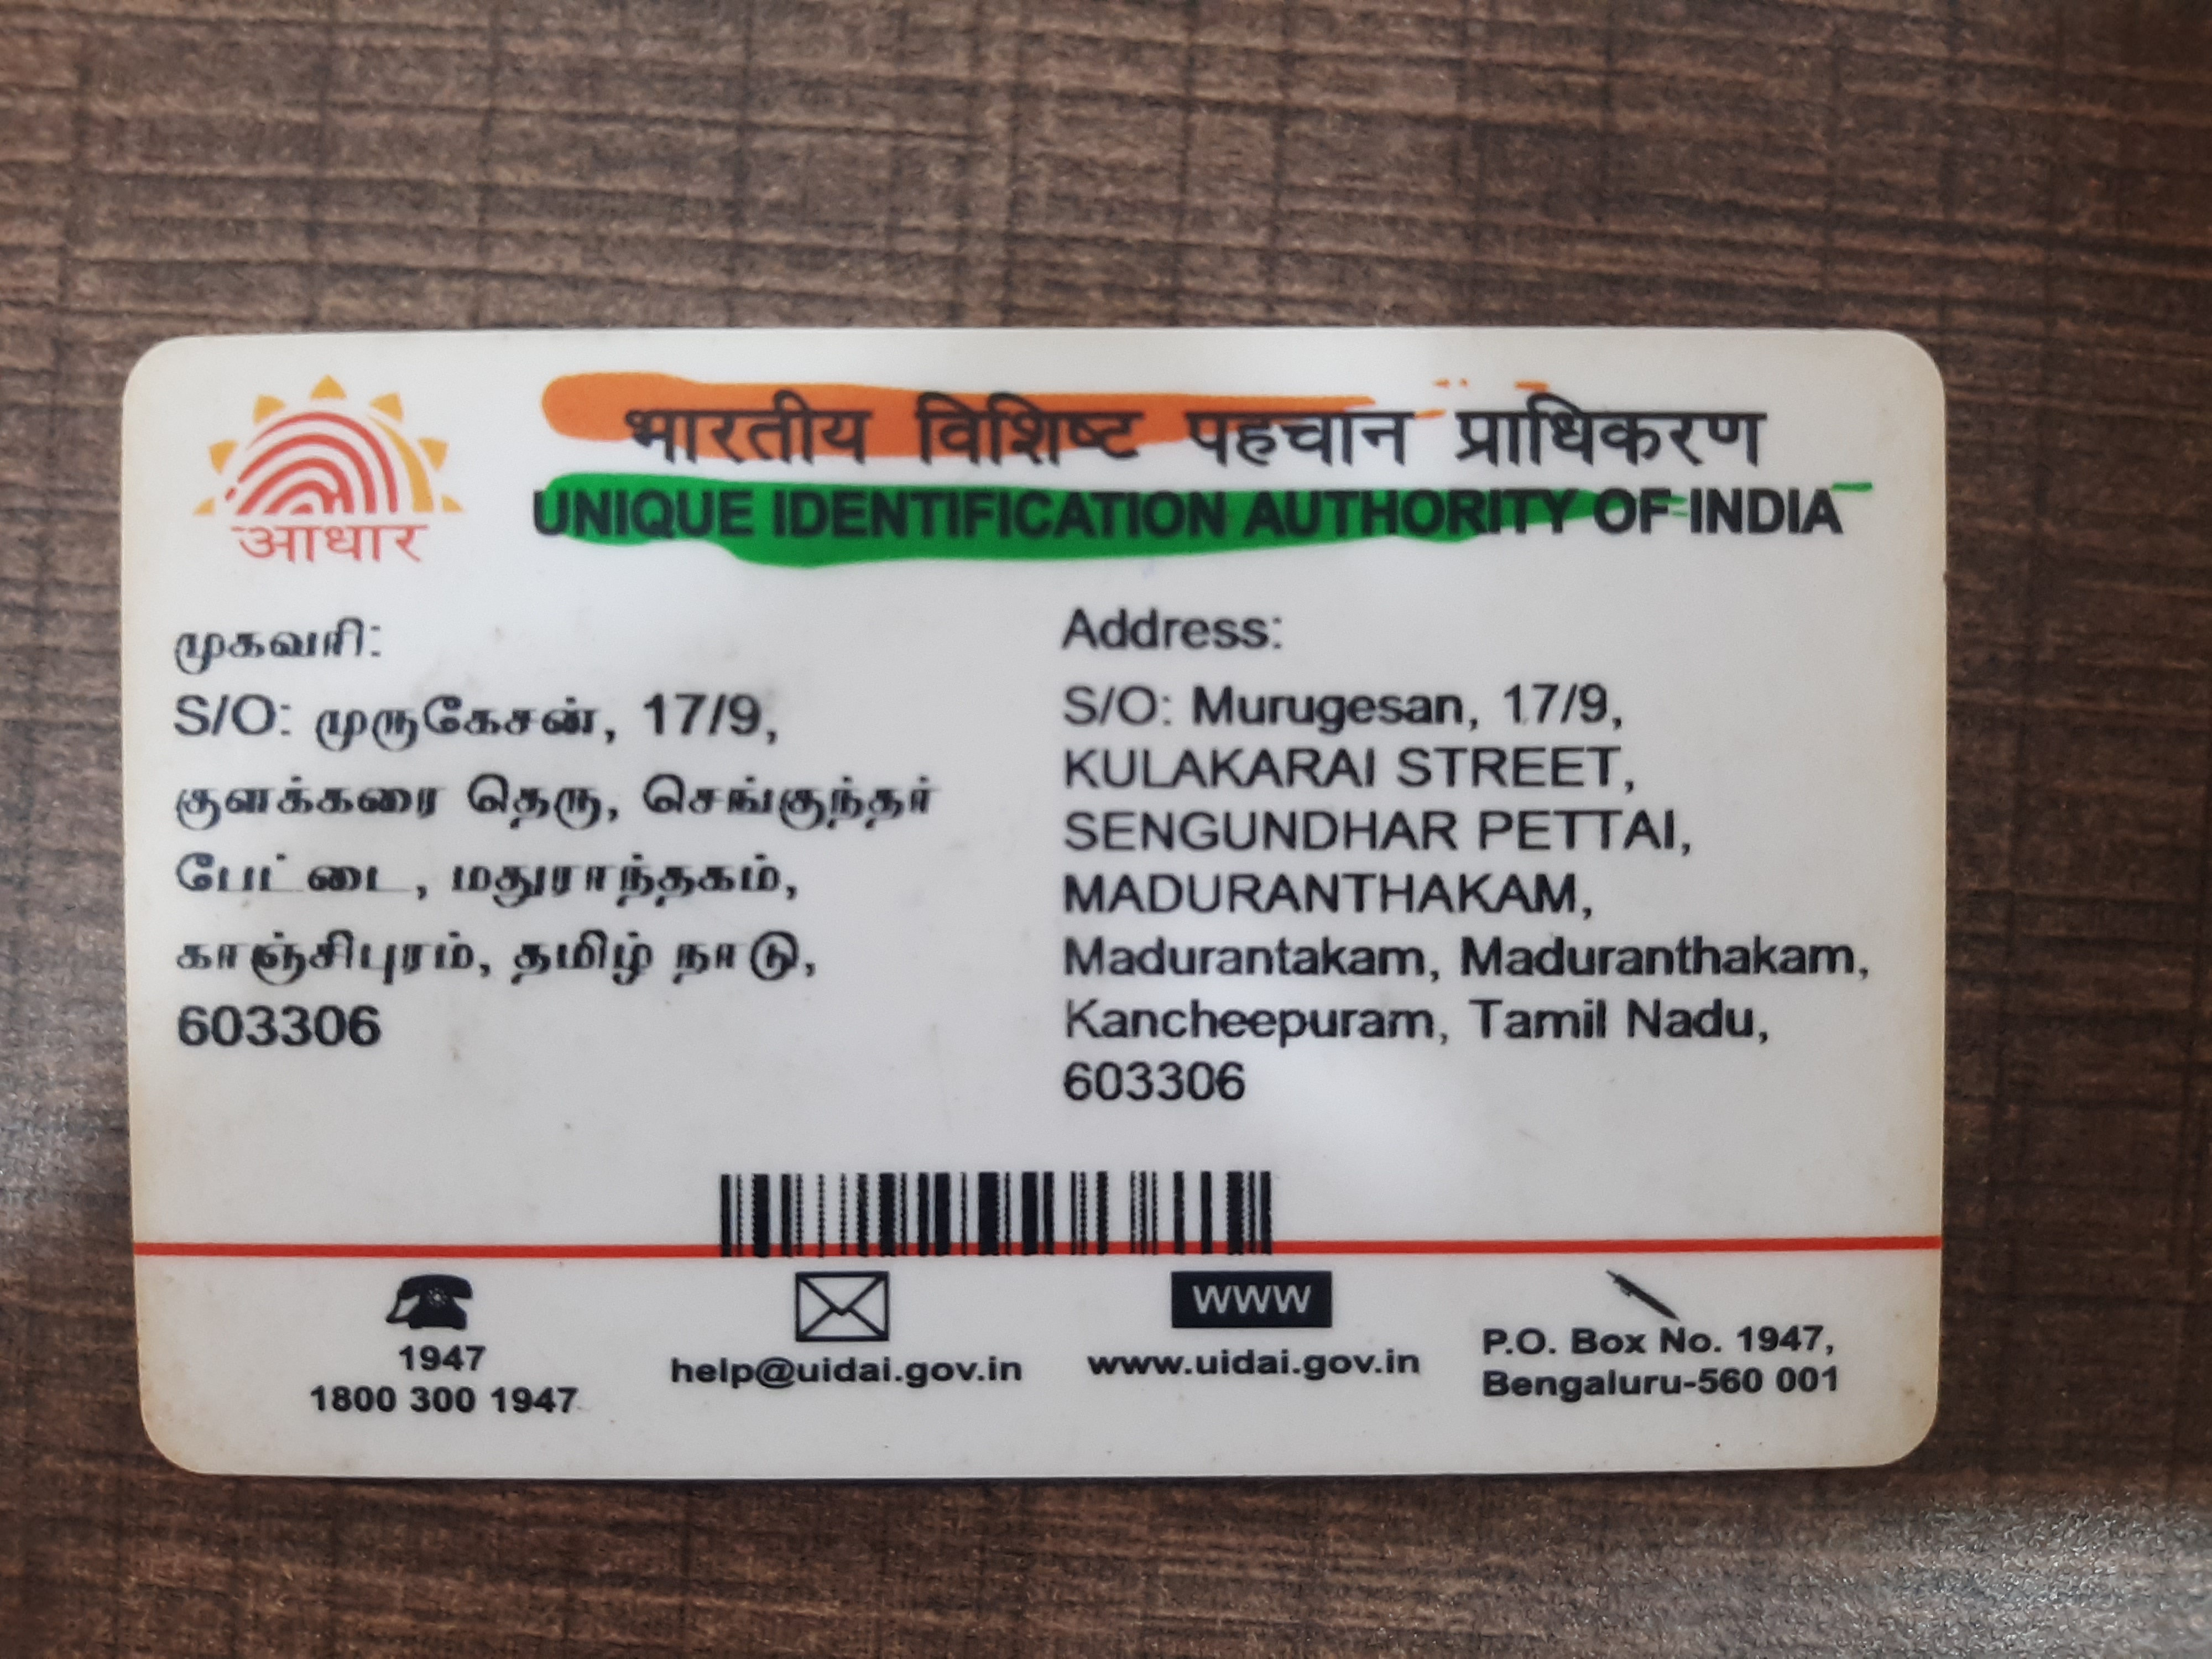 आधार
भारतीय विशिष्ट पहचान प्राधिकरण
UNIQUE IDENTIFICATION AUTHORITY OF INDIA
முகவரி:
S/O: முருகேசன், 17/9,
குளக்கரை தெரு, செங்குந்தர்
பேட்டை, மதுராந்தகம்,
காஞ்சிபுரம், தமிழ் நாடு,
603306
Address:
S/O: Murugesan, 17/9,
KULAKARAI STREET,
SENGUNDHAR PETTAI,
MADURANTHAKAM,
Madurantakam, Maduranthakam,
Kancheepuram, Tamil Nadu,
603306
1947
1800 300 1947
help@uidai.gov.in
WWW
www.uidai.gov.in
P.O. Box No. 1947,
Bengaluru-560 001